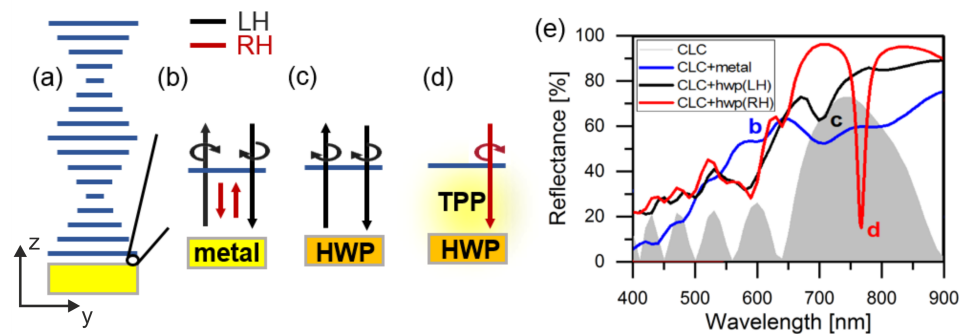 LH
RH
(a)
(b)
(c)
(d)
metal
HWP
TPP
HWP
z
y
(e)
CLC
CLC+metal
CLC+hwp(LH)
CLC+hwp(RH)
b
c
d
Reflectance [%]
100
80
60
40
20
0
400 500 600 700 800 900
Wavelength [nm]